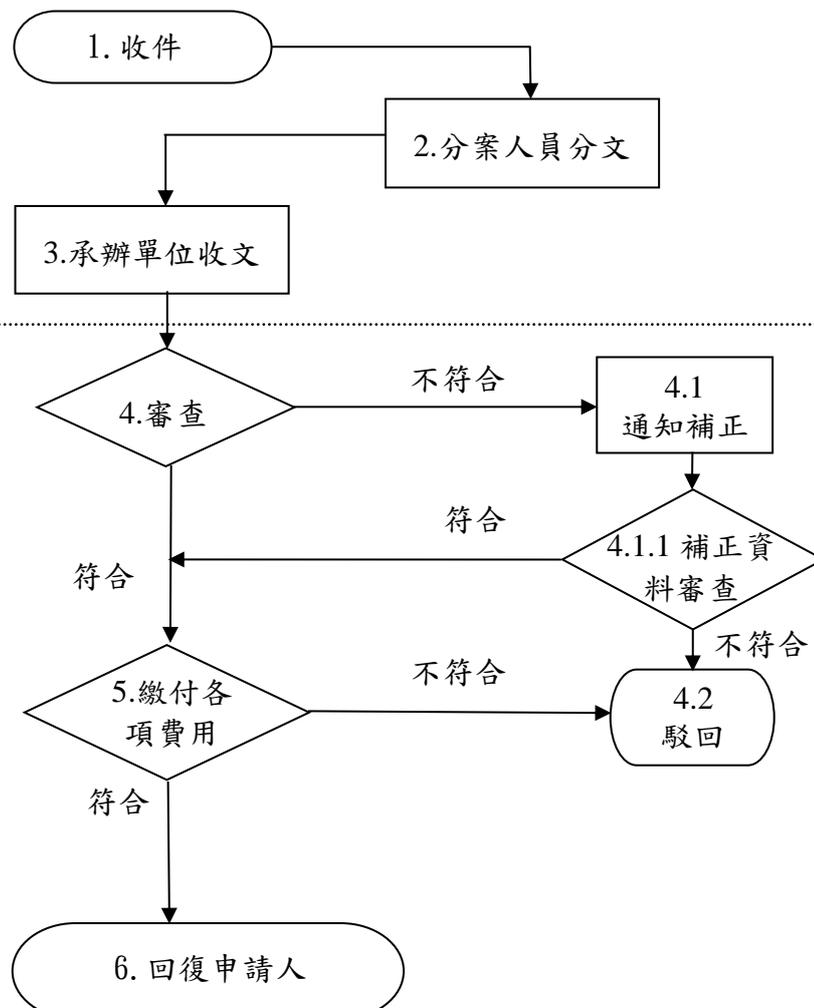 1. 收件
2.分案人員分文
3.承辦單位收文
4.審查
不符合
4.1
通知補正
符合
符合
4.1.1 補正資
料審查
不符合
5.繳付各
項費用
不符合
4.2
駁回
符合
6. 回復申請人